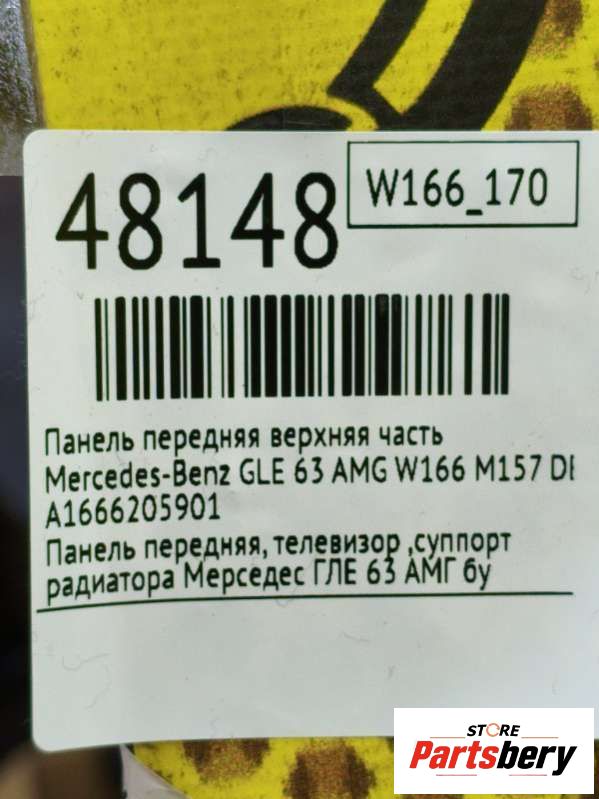 48148
W166_170
Панель передняя верхняя часть
Mercedes-Benz GLE 63 AMG W166 M157
A1666205901
Панель передняя, телевизор ,суппорт
радиатора Мерседес ГЛЕ 63 АМГ бу
STORE
Partsbery